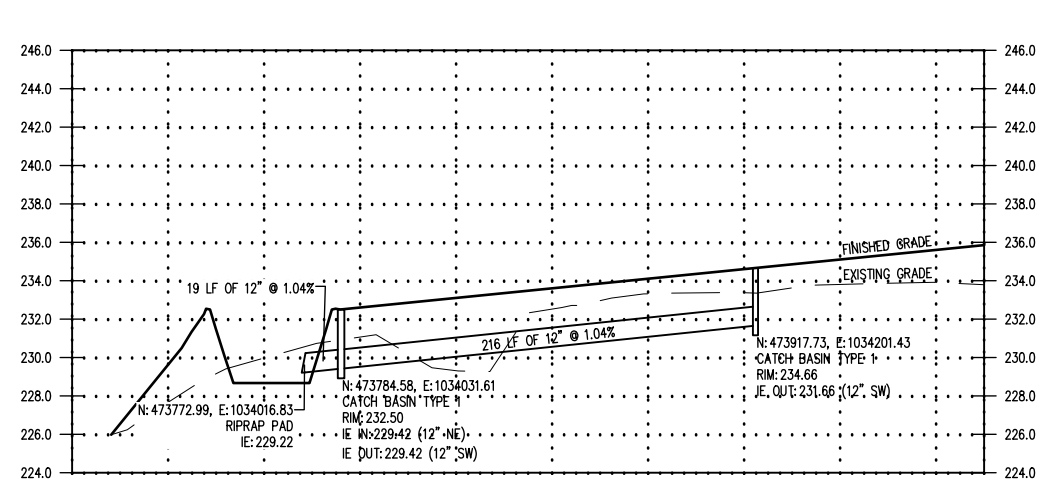 246.0
246.0
244.0
244.0
242.0
242.0
240.0
240.0
238.0
238.0
236.0
236.0
FINISHED GRADE
234.0
234.0
EXISTING GRADE
19 LF OF 12" @ 1.04%
232.0
232.0
216 LF OF 12" @ 1.04%
230.0
230.0
N: 473917.73, E:1034201.43
CATCH BASIN TYPE 1
RIM: 234.66
IE OUT: 231.66 (12" SW)
228.0
228.0
N: 473784.58, E:1034031.61
CATCH BASIN TYPE 1
RIM: 232.50
IE IN: 229.42 (12" NE)
IE OUT: 229.42 (12" SW)
N: 473772.99, E:1034016.83
RIPRAP PAD
IE: 229.22
226.0
226.0
224.0
224.0